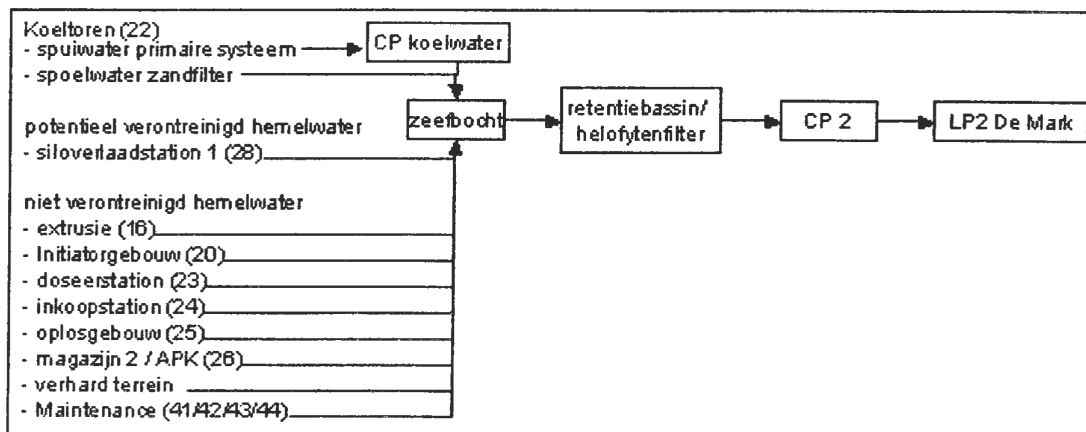 Koeltoren (22)
- spuiwater primaire systeem
CP koelwater
- spoelwater zandfilter
zeefbocht
retentiebassin/
helofytenfilter
CP 2
LP2 De Mark
potentieel verontreinigd hemelwater
- siloverlaadstation 1 (28)
niet verontreinigd hemelwater
- extrusie (16)
- Initiatorgebouw (20)
- doseerstation (23)
- inkoopstation (24)
- oplosgebouw (25)
- magazijn 2 / APK (26)
- verhard terrein
- Maintenance (41/42/43/44)